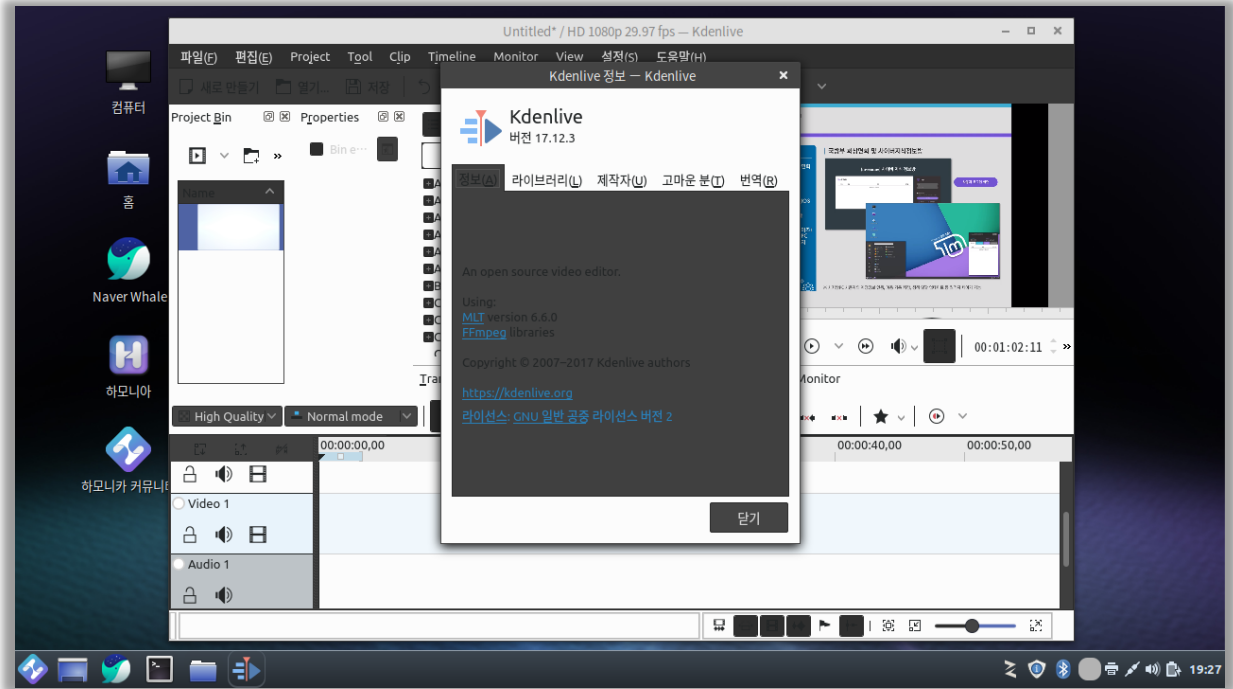 Untitled* / HD 1080p 29.97 fps — Kdenlive
파일(F) 편집(E) Project Tool Clip Timeline Monitor View 설정(S) 도움말(H)
새로 만들기 열기... 저장
컴퓨터
홈
Naver Whale
하모니아
하모니카 커뮤니
Project Bin Properties
Bin e...
Name
Kdenlive 정보 — Kdenlive
Kdenlive
버전 17.12.3
정보(A) 라이브러리(L) 제작자(U) 고마운 분(T) 번역(R)
An open source video editor.
Using:
MLT version 6.6.0
FFmpeg libraries
Copyright © 2007–2017 Kdenlive authors
https://kdenlive.org
라이선스: GNU 일반 공중 라이선스 버전 2
닫기
00:01:02:11
Tra
Monitor
High Quality Normal mode
00:00:00,00 00:00:40,00 00:00:50,00
Video 1
Audio 1
19:27